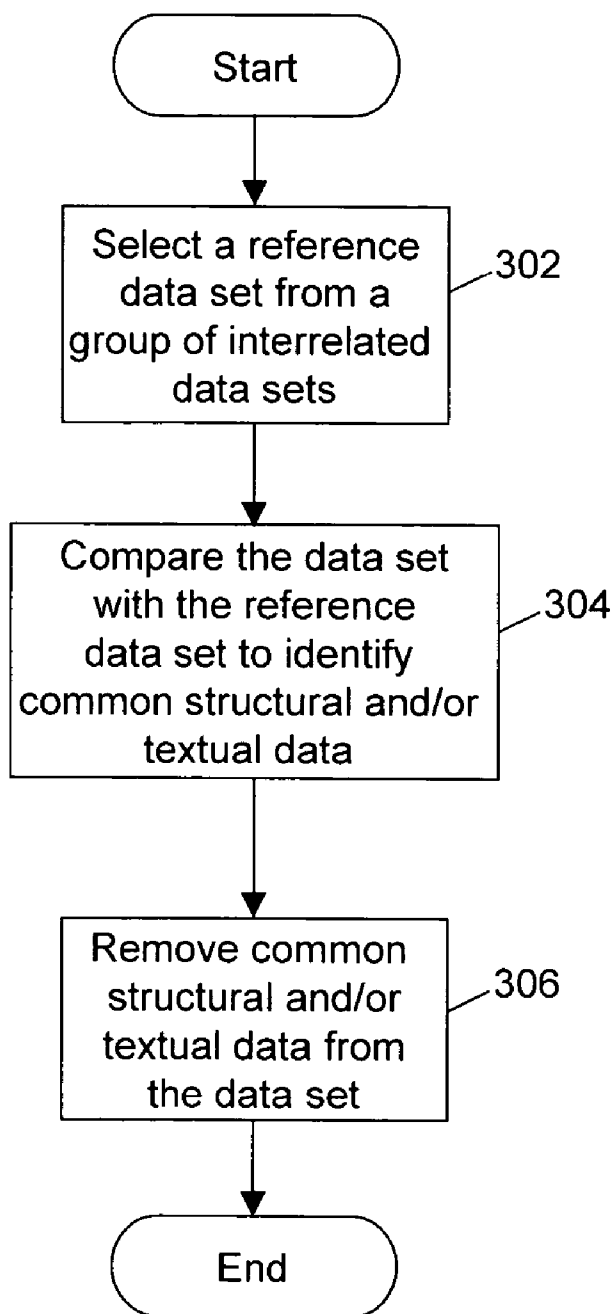 Start
Select a reference
data set from a
group of interrelated
data sets
302
Compare the data set
with the reference
data set to identify
common structural and/or
textual data
304
Remove common
structural and/or
textual data from
the data set
306
End